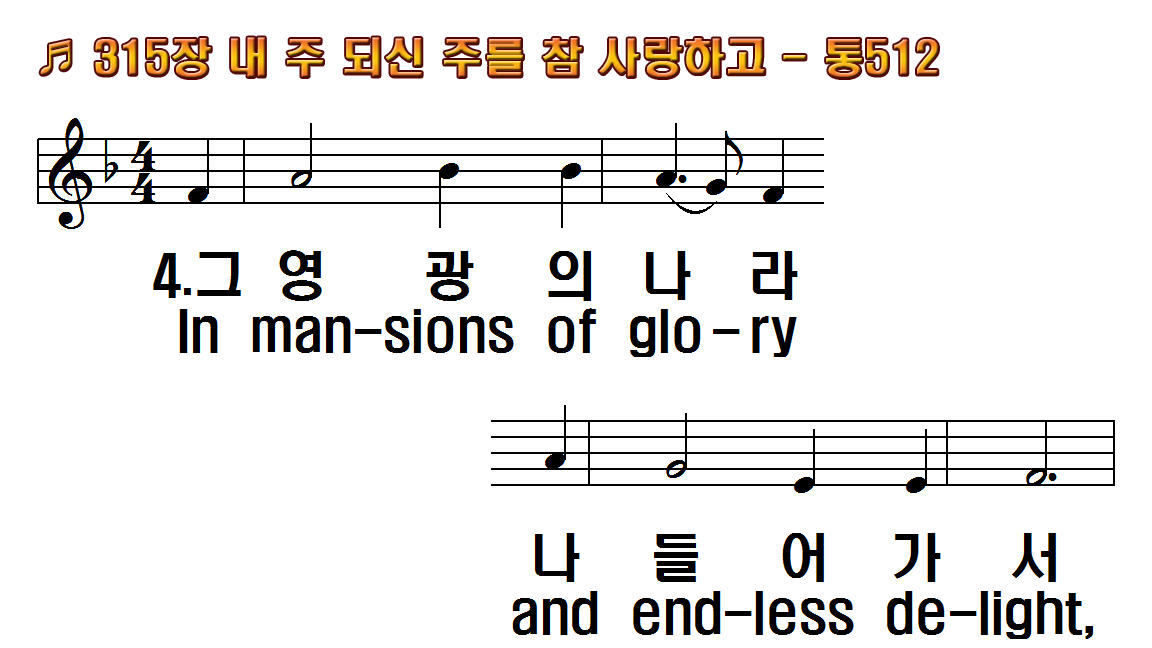 ♬ 315장 내 주 되신 주를 참 사랑하고 - 통512
4
4
4.그 영 광 의 나 라
In man-sions of glo-ry
나 들 어 가 서
and end-less de-light,